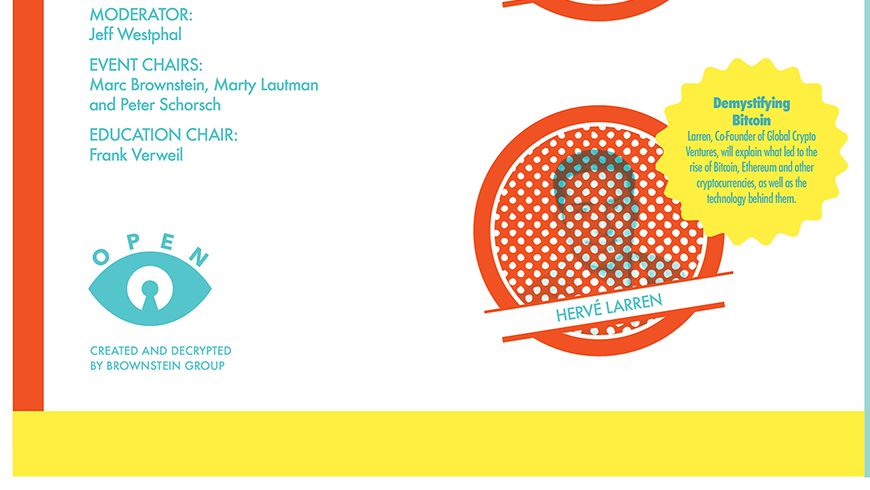 MODERATOR:
Jeff Westphal
EVENT CHAIRS:
Marc Brownstein, Marty Lautman
and Peter Schorsch
EDUCATION CHAIR:
Frank Verweil
OPEN
CREATED AND DECRYPTED
BY BROWNSTEIN GROUP
Demystifying
Bitcoin
Larren, Co-Founder of Global Crypto
Ventures, will explain what led to the
rise of Bitcoin, Ethereum and other
cryptocurrencies, as well as the
technology behind them.
HERVÉ LARREN